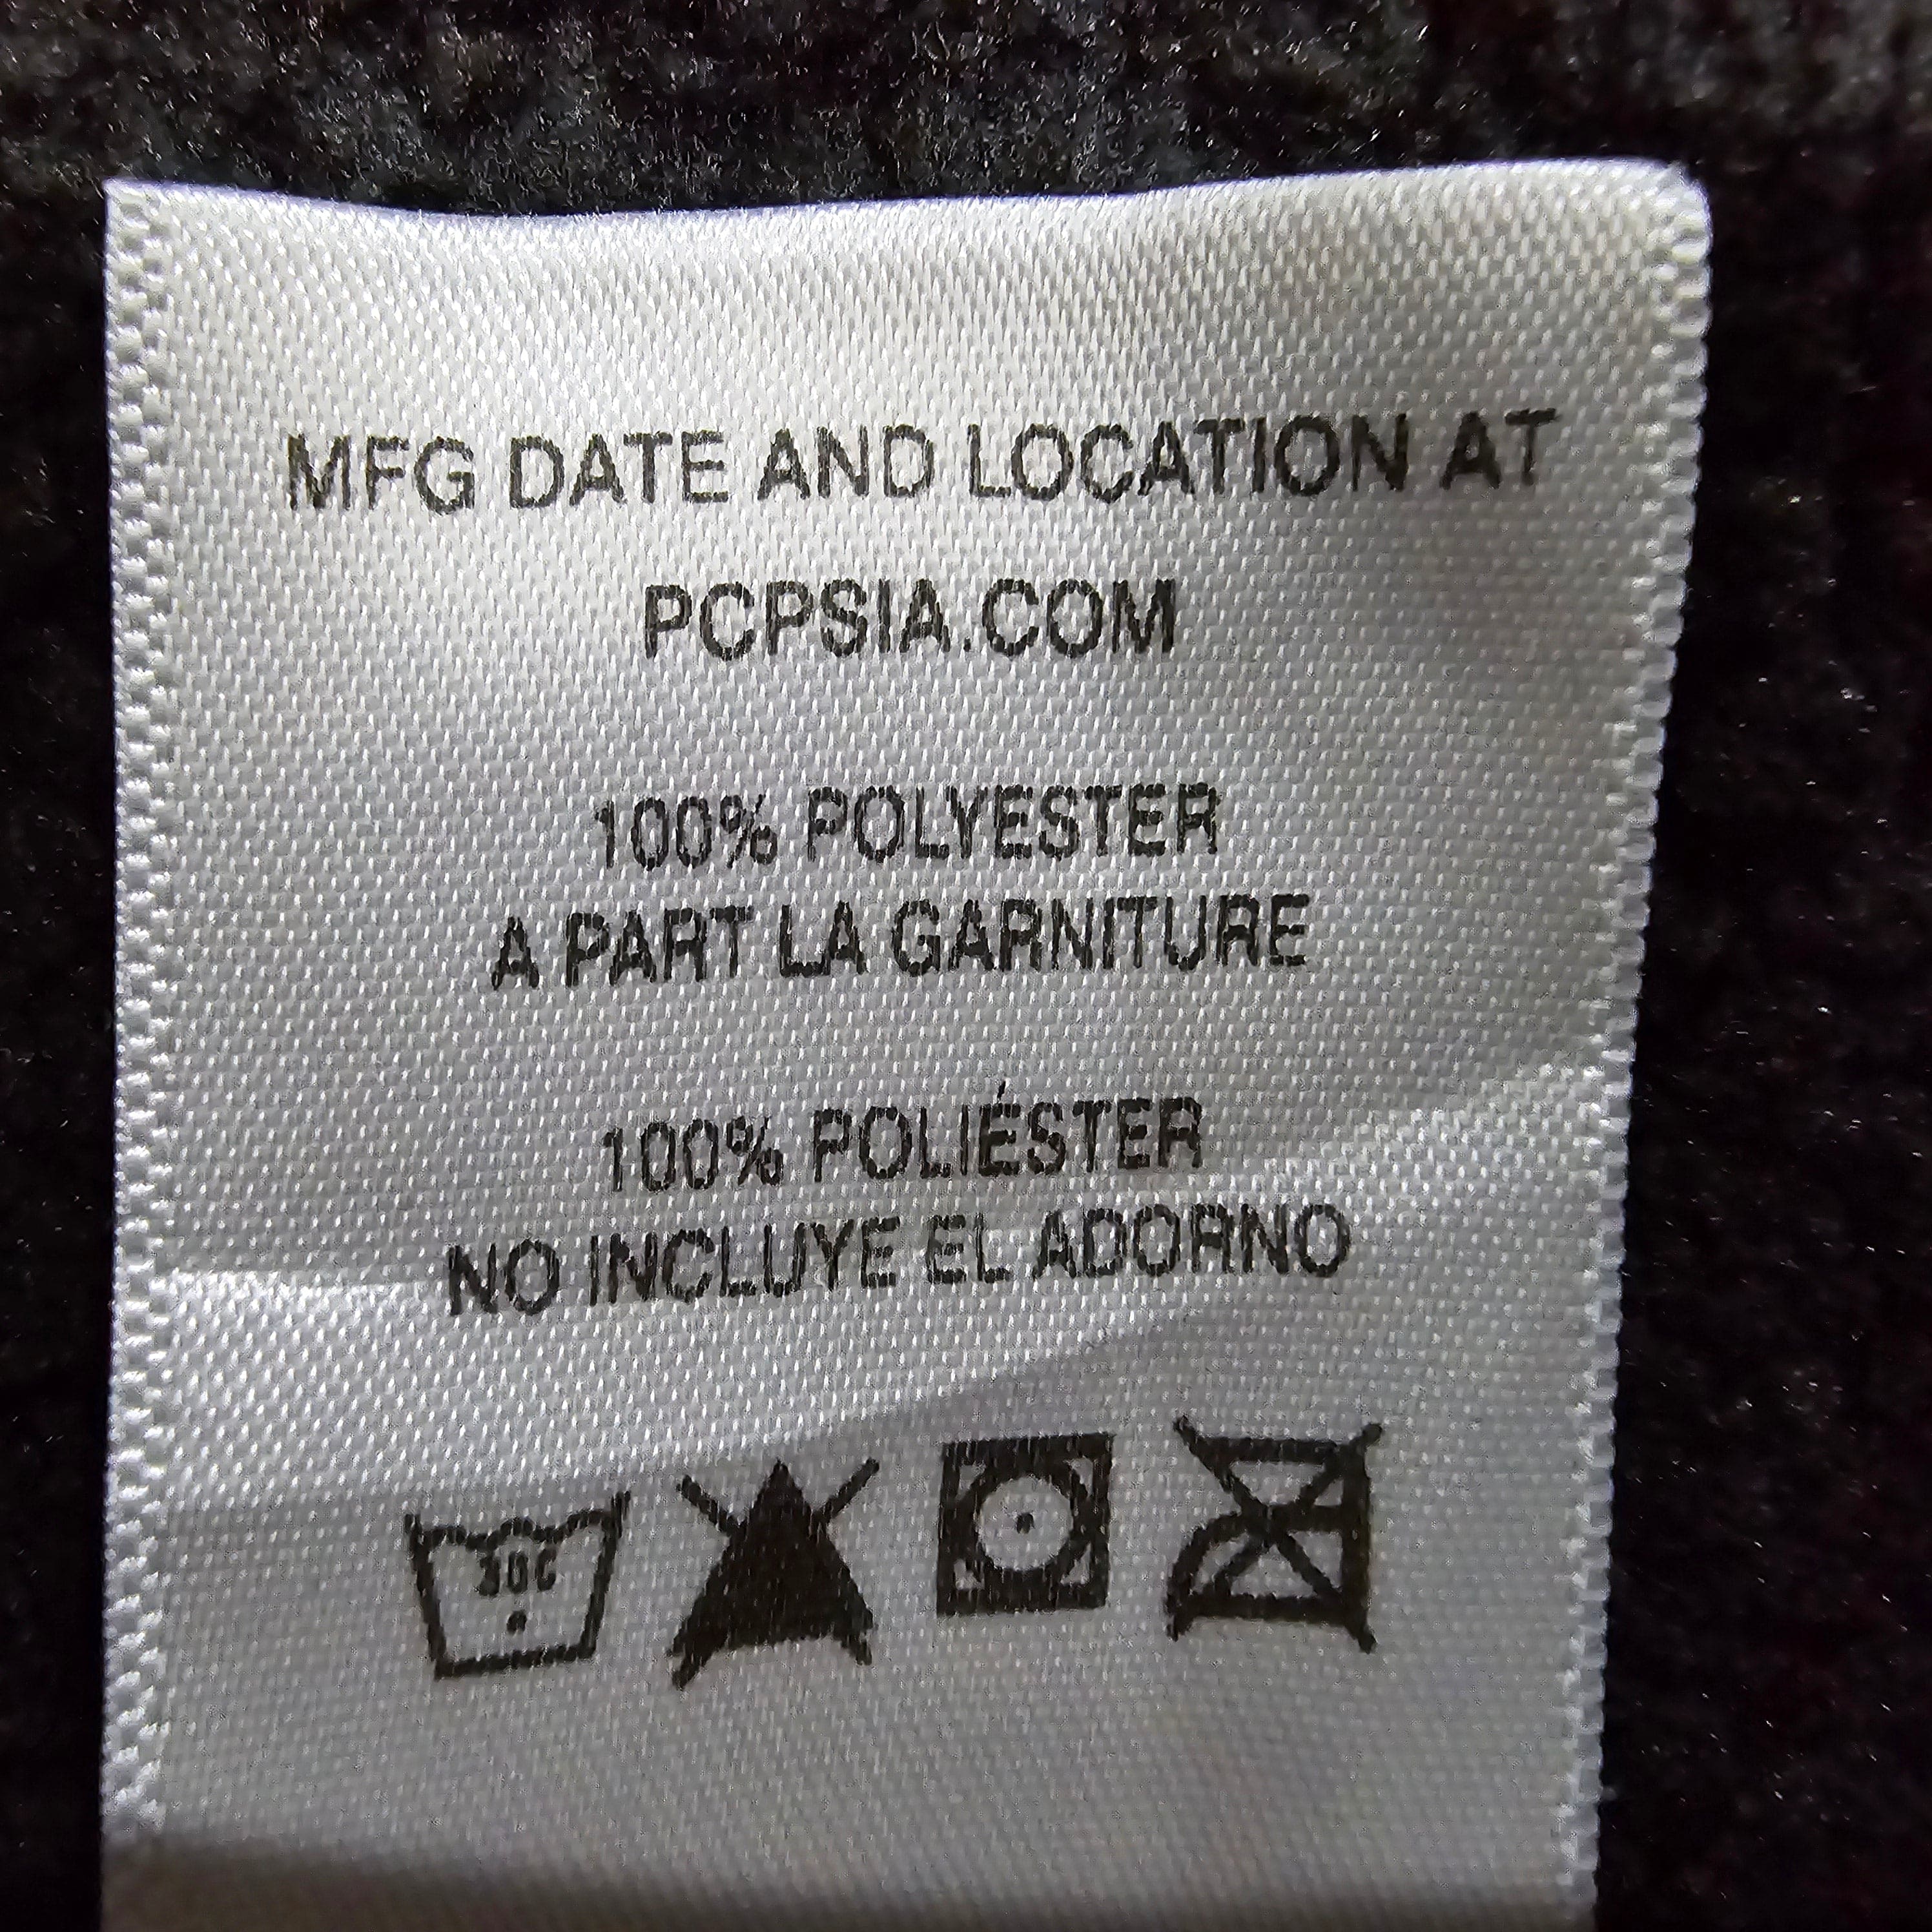 MFG DATE AND LOCATION AT
PCPSIA.COM
100% POLYESTER
A PART LA GARNITURE
100% POLIÉSTER
NO INCLUYE EL ADORNO
30C